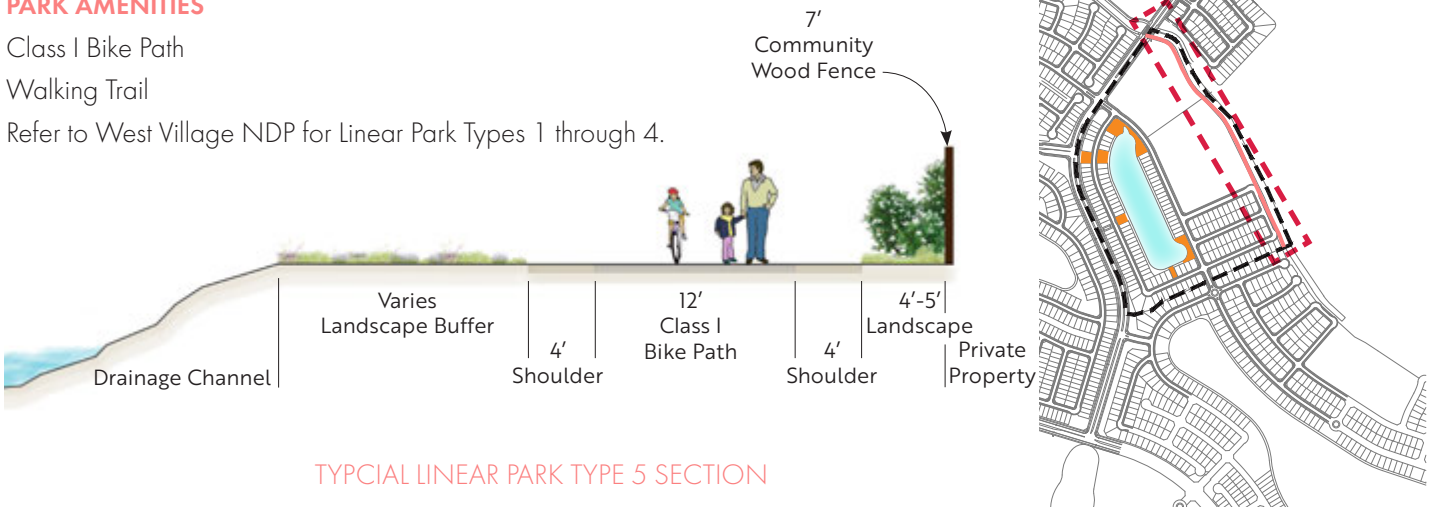 PARK AMENITIES
Class I Bike Path
Walking Trail
Refer to West Village NDP for Linear Park Types 1 through 4.
7’
Community
Wood Fence
Drainage Channel
Varies
Landscape Buffer
4’
Shoulder
12’
Class I
Bike Path
4’
Shoulder
4’-5’
Landscape
Private
Property
TYPCIAL LINEAR PARK TYPE 5 SECTION